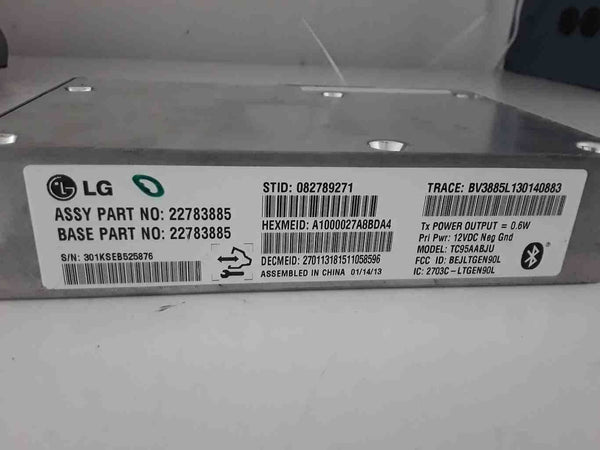 LG
ASSY PART NO: 22783885
BASE PART NO: 22783885
S/N: 301KSEB525876
STID: 082789271
HEXMEID: A1000027A8BDA4
DECMEID: 270113181511058596
ASSEMBLED IN CHINA 01/14/13
TRACE: BV3885L130140883
Tx POWER OUTPUT = 0.6W
Pri Pwr: 12VDC Neg Gnd
MODEL: TC95AABJU
FCC ID: BEJLTGEN90L
IC: 2703C-LTGEN90L